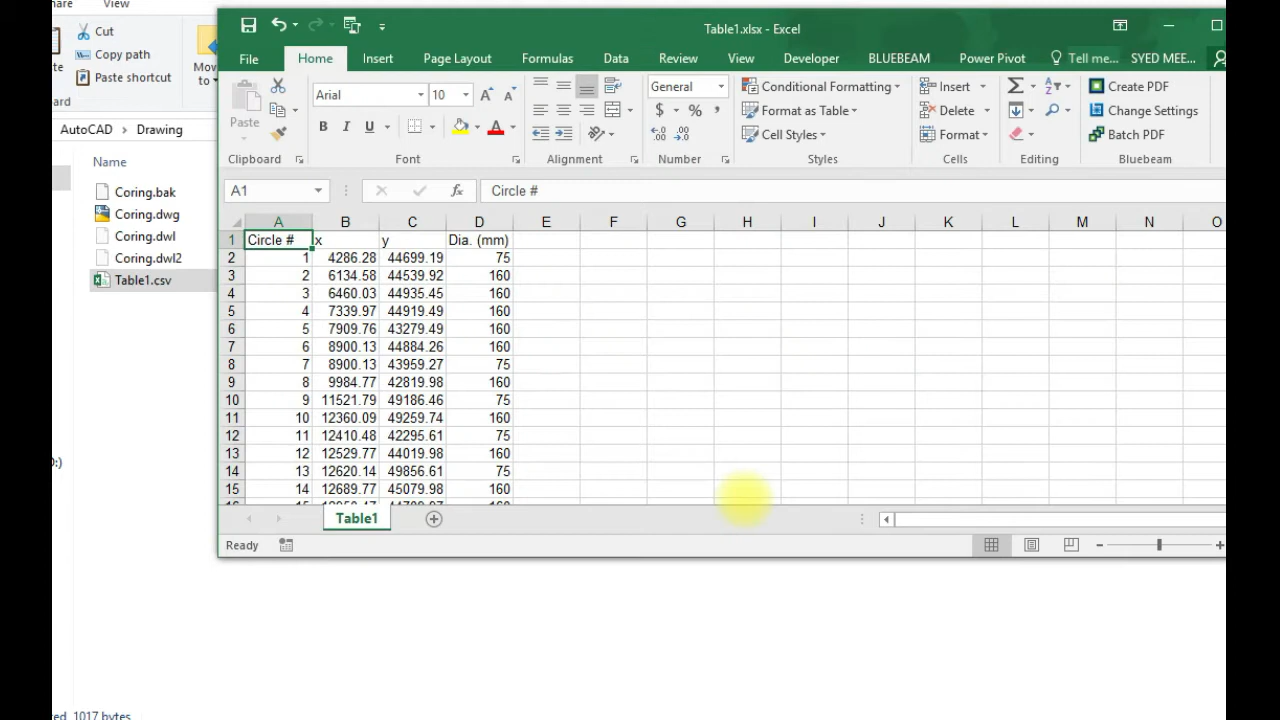 View
Cut
Copy path
Paste shortcut
Move
to
AutoCAD > Drawing
Name
Coring.bak
Coring.dwg
Coring.dwl
Coring.dwl2
Table1.csv
1017 bytes
Table1.xlsx - Excel
File Home Insert Page Layout Formulas Data Review View Developer BLUEBEAM Power Pivot Tell me... SYED MEE...
Paste
Arial 10
B I U
General
$ % ,
Conditional Formatting
Format as Table
Cell Styles
Insert
Delete
Format
Create PDF
Change Settings
Batch PDF
Clipboard Font Alignment Number Styles Cells Editing Bluebeam
A1 fx Circle #
A B C D E F G H I J K L M N O
1 Circle # x y Dia. (mm)
2 1 4286.28 44699.19 75
3 2 6134.58 44539.92 160
4 3 6460.03 44935.45 160
5 4 7339.97 44919.49 160
6 5 7909.76 43279.49 160
7 6 8900.13 44884.26 160
8 7 8900.13 43959.27 75
9 8 9984.77 42819.98 160
10 9 11521.79 49186.46 75
11 10 12360.09 49259.74 160
12 11 12410.48 42295.61 75
13 12 12529.77 44019.98 160
14 13 12620.14 49856.61 75
15 14 12689.77 45079.98 160
Table1
Ready